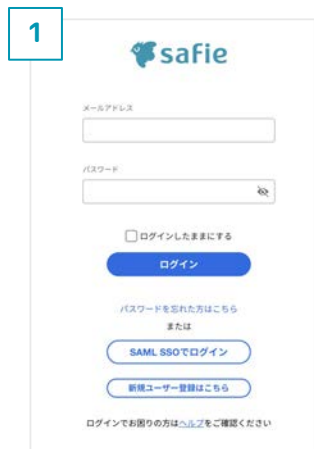 1
safie
メールアドレス
パスワード
ログインしたままにする
ログイン
パスワードを忘れた方はこちら
または
SAML SSOでログイン
新規ユーザー登録はこちら
ログインでお困りの方はヘルプをご確認ください